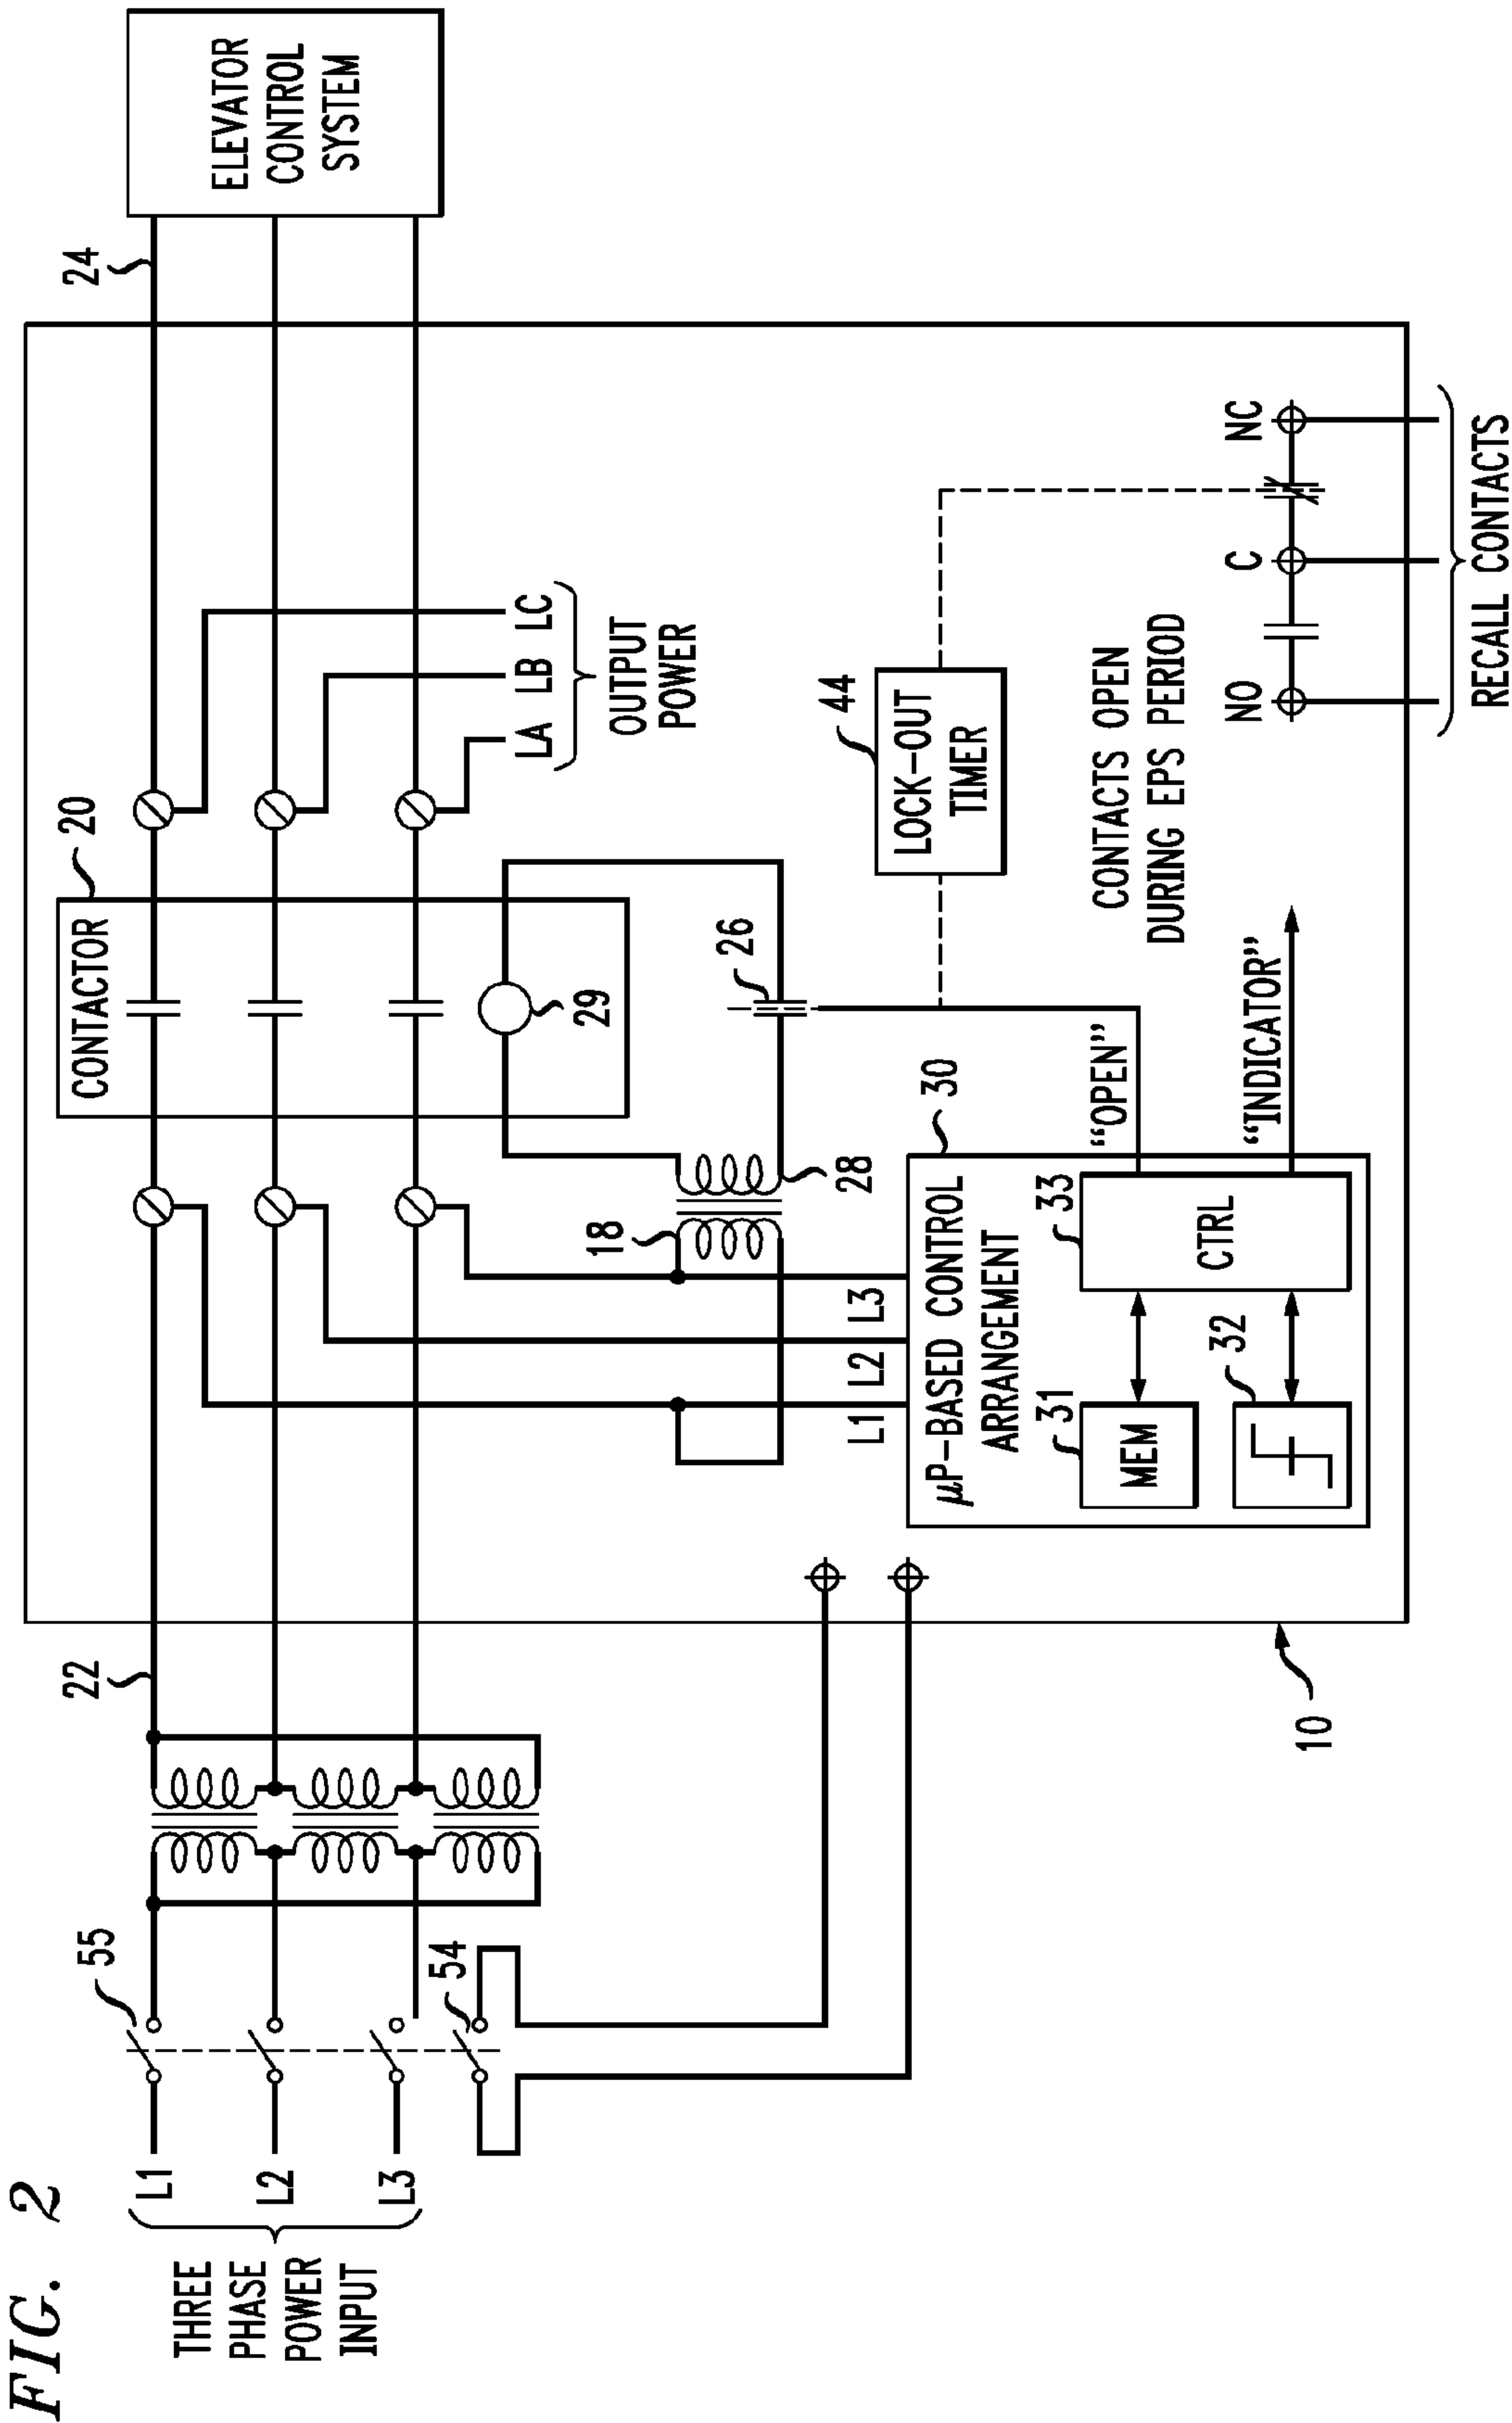 FIG. 2
THREE
PHASE
POWER
INPUT
L1
L2
L3
55
54
22
10
CONTACTOR
20
29
26
18
28
L1
L2
L3
30
µP-BASED CONTROL
ARRANGEMENT
31
MEM
32
33
CTRL
"OPEN"
"INDICATOR"
LA
LB
LC
OUTPUT
POWER
44
LOCK-OUT
TIMER
CONTACTS OPEN
DURING EPS PERIOD
NO
C
NC
RECALL CONTACTS
24
ELEVATOR
CONTROL
SYSTEM